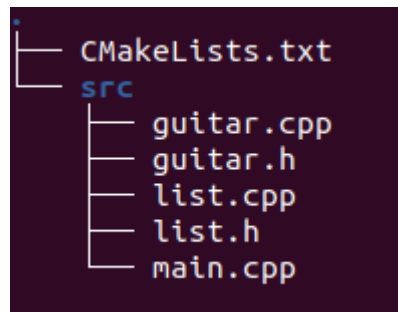 .
├── CMakeLists.txt
└── src
    ├── guitar.cpp
    ├── guitar.h
    ├── list.cpp
    ├── list.h
    └── main.cpp